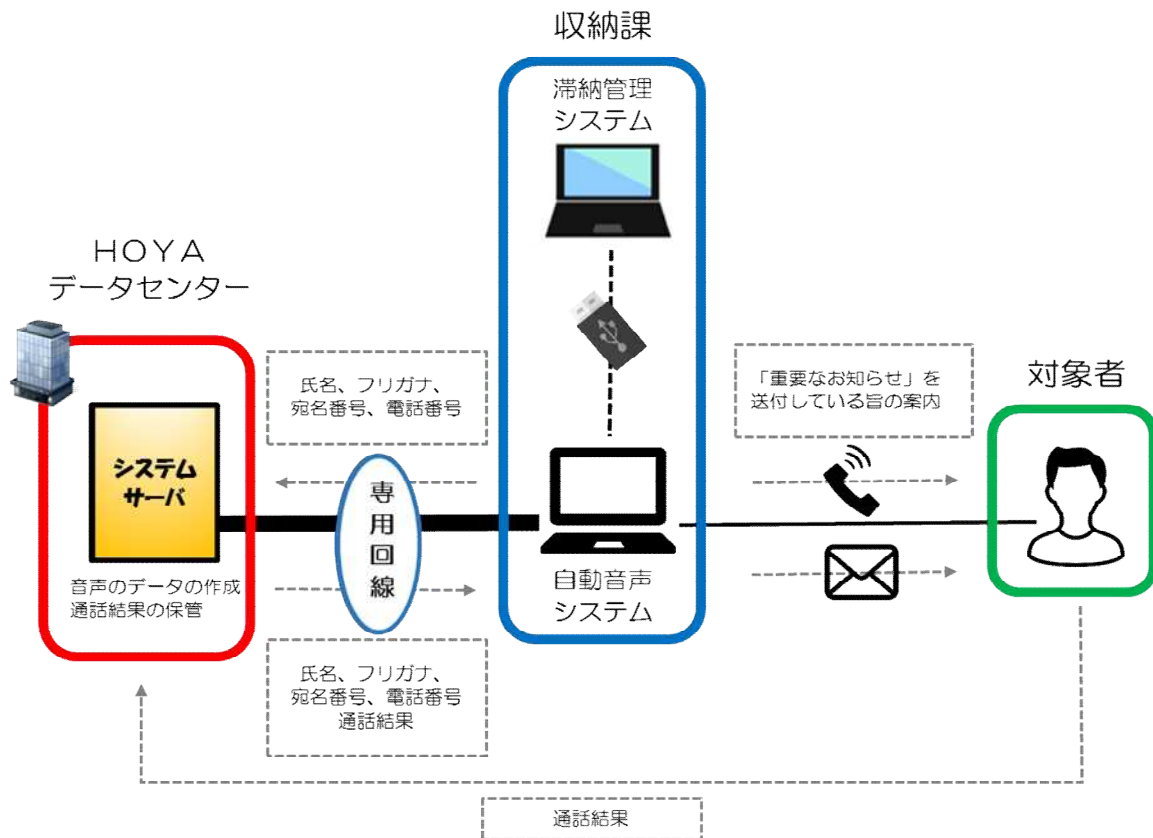 収納課
滞納管理
システム
HOYA
データセンター
氏名、フリガナ、
宛名番号、電話番号
「重要なお知らせ」を
送付している旨の案内
対象者
システム
サーバ
専用回線
音声のデータの作成
通話結果の保管
自動音声
システム
氏名、フリガナ、
宛名番号、電話番号
通話結果
通話結果